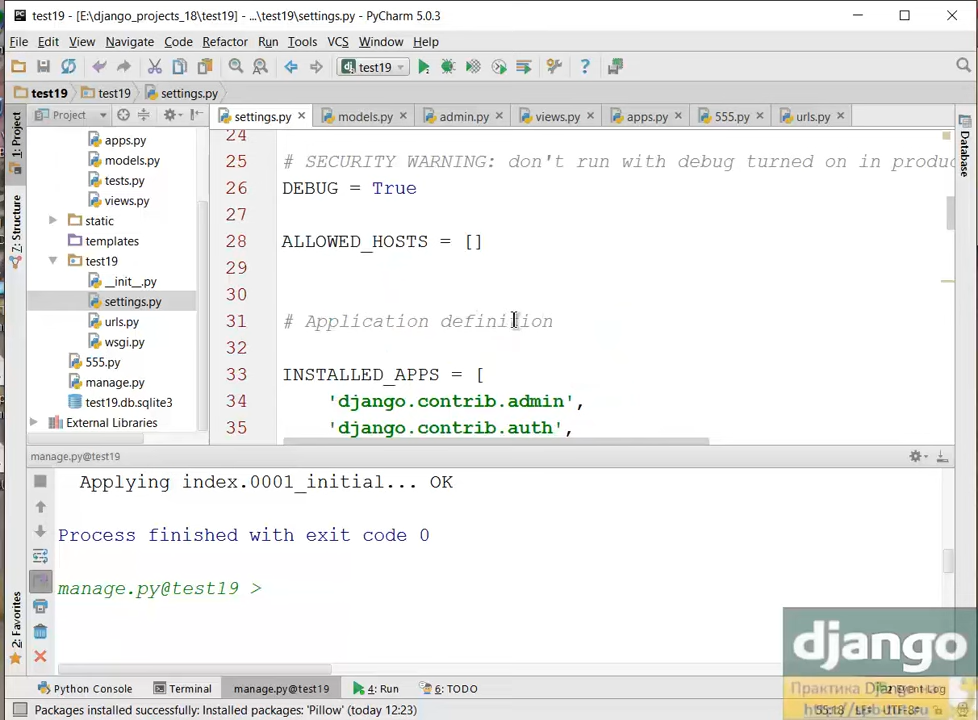 test19 - [E:\django_projects_18\test19] - ...\test19\settings.py - PyCharm 5.0.3
File Edit View Navigate Code Refactor Run Tools VCS Window Help
test19
test19 test19 settings.py
Project
settings.py models.py admin.py views.py apps.py 555.py urls.py
1: Project
7: Structure
2: Favorites
Database
apps.py
models.py
tests.py
views.py
static
templates
test19
__init__.py
settings.py
urls.py
wsgi.py
555.py
manage.py
test19.db.sqlite3
External Libraries
24
25 # SECURITY WARNING: don't run with debug turned on in produc
26 DEBUG = True
27
28 ALLOWED_HOSTS = []
29
30
31 # Application definition
32
33 INSTALLED_APPS = [
34 'django.contrib.admin',
35 'django.contrib.auth',
manage.py@test19
Applying index.0001_initial... OK
Process finished with exit code 0
manage.py@test19 >
django
Практика Django
Python Console Terminal manage.py@test19 4: Run 6: TODO Event Log
Packages installed successfully: Installed packages: 'Pillow' (today 12:23)